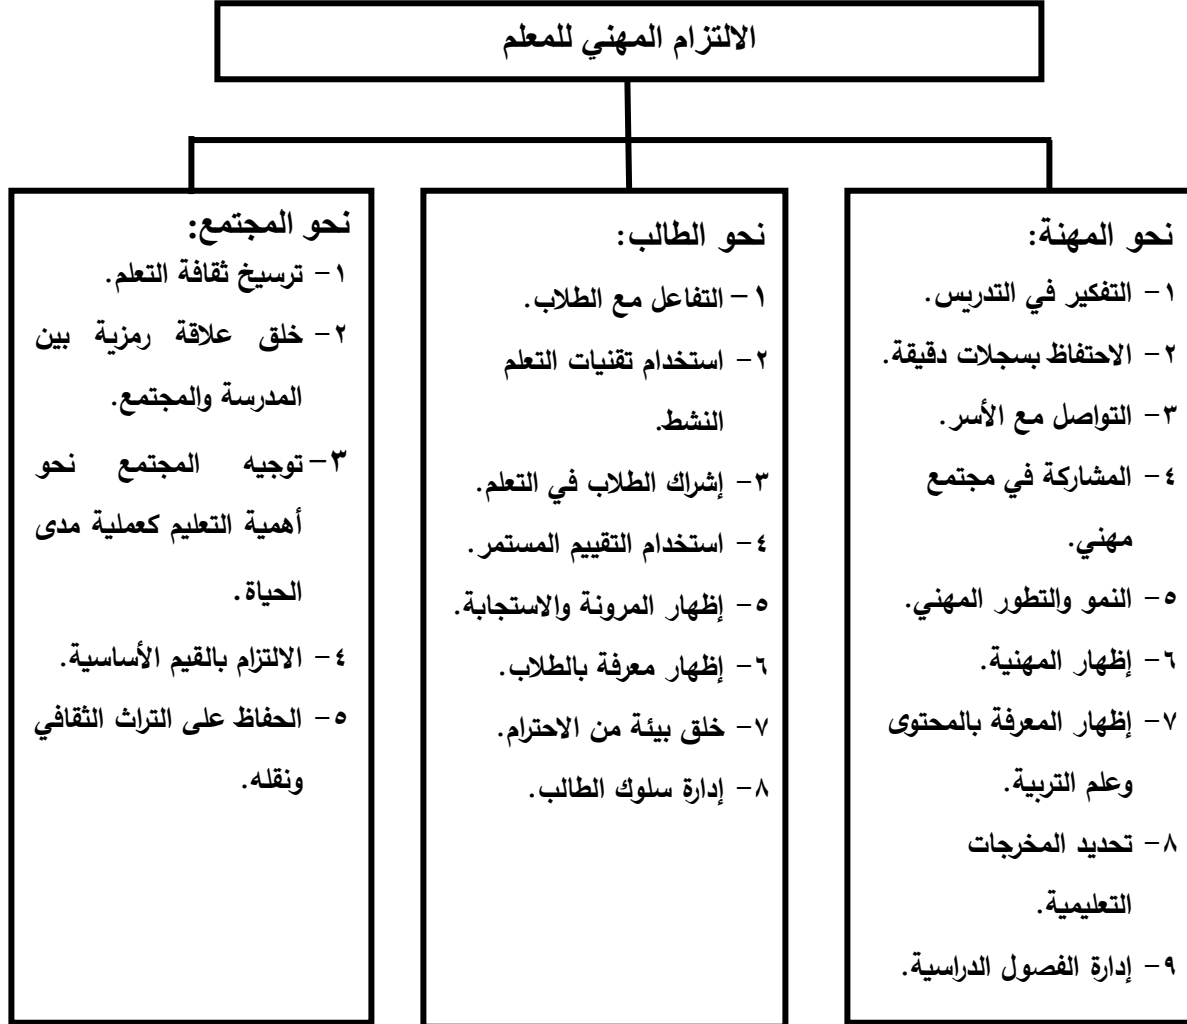 الالتزام المهني للمعلم
نحو المهنة:
١- التفكير في التدريس.
٢- الاحتفاظ بسجلات دقيقة.
٣- التواصل مع الأسر.
٤- المشاركة في مجتمع
مهني.
٥- النمو والتطور المهني.
٦- إظهار المهنية.
٧- إظهار المعرفة بالمحتوى
وعلم التربية.
٨- تحديد المخرجات
التعليمية.
٩- إدارة الفصول الدراسية.
نحو الطالب:
١- التفاعل مع الطلاب.
٢- استخدام تقنيات التعلم
النشط.
٣- إشراك الطلاب في التعلم.
٤- استخدام التقييم المستمر.
٥- إظهار المرونة والاستجابة.
٦- إظهار معرفة بالطلاب.
٧- خلق بيئة من الاحترام.
٨- إدارة سلوك الطالب.
نحو المجتمع:
١- ترسيخ ثقافة التعلم.
٢- خلق علاقة رمزية بين
المدرسة والمجتمع.
٣- توجيه المجتمع نحو
أهمية التعليم كعملية مدى
الحياة.
٤- الالتزام بالقيم الأساسية.
٥- الحفاظ على التراث الثقافي
ونقله.